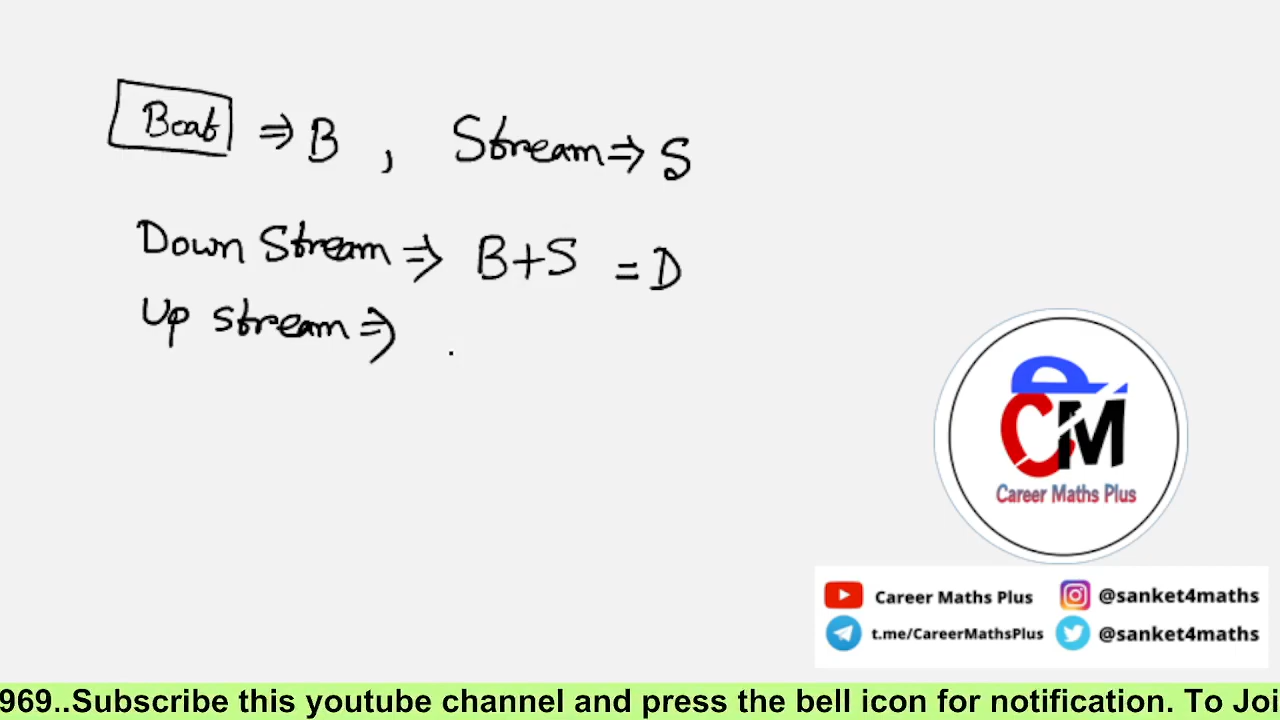 Boat ⇒ B , Stream ⇒ S
Down Stream ⇒ B+S = D
Up stream ⇒
CM
Career Maths Plus
Career Maths Plus @sanket4maths
t.me/CareerMathsPlus @sanket4maths
969..Subscribe this youtube channel and press the bell icon for notification. To Joi